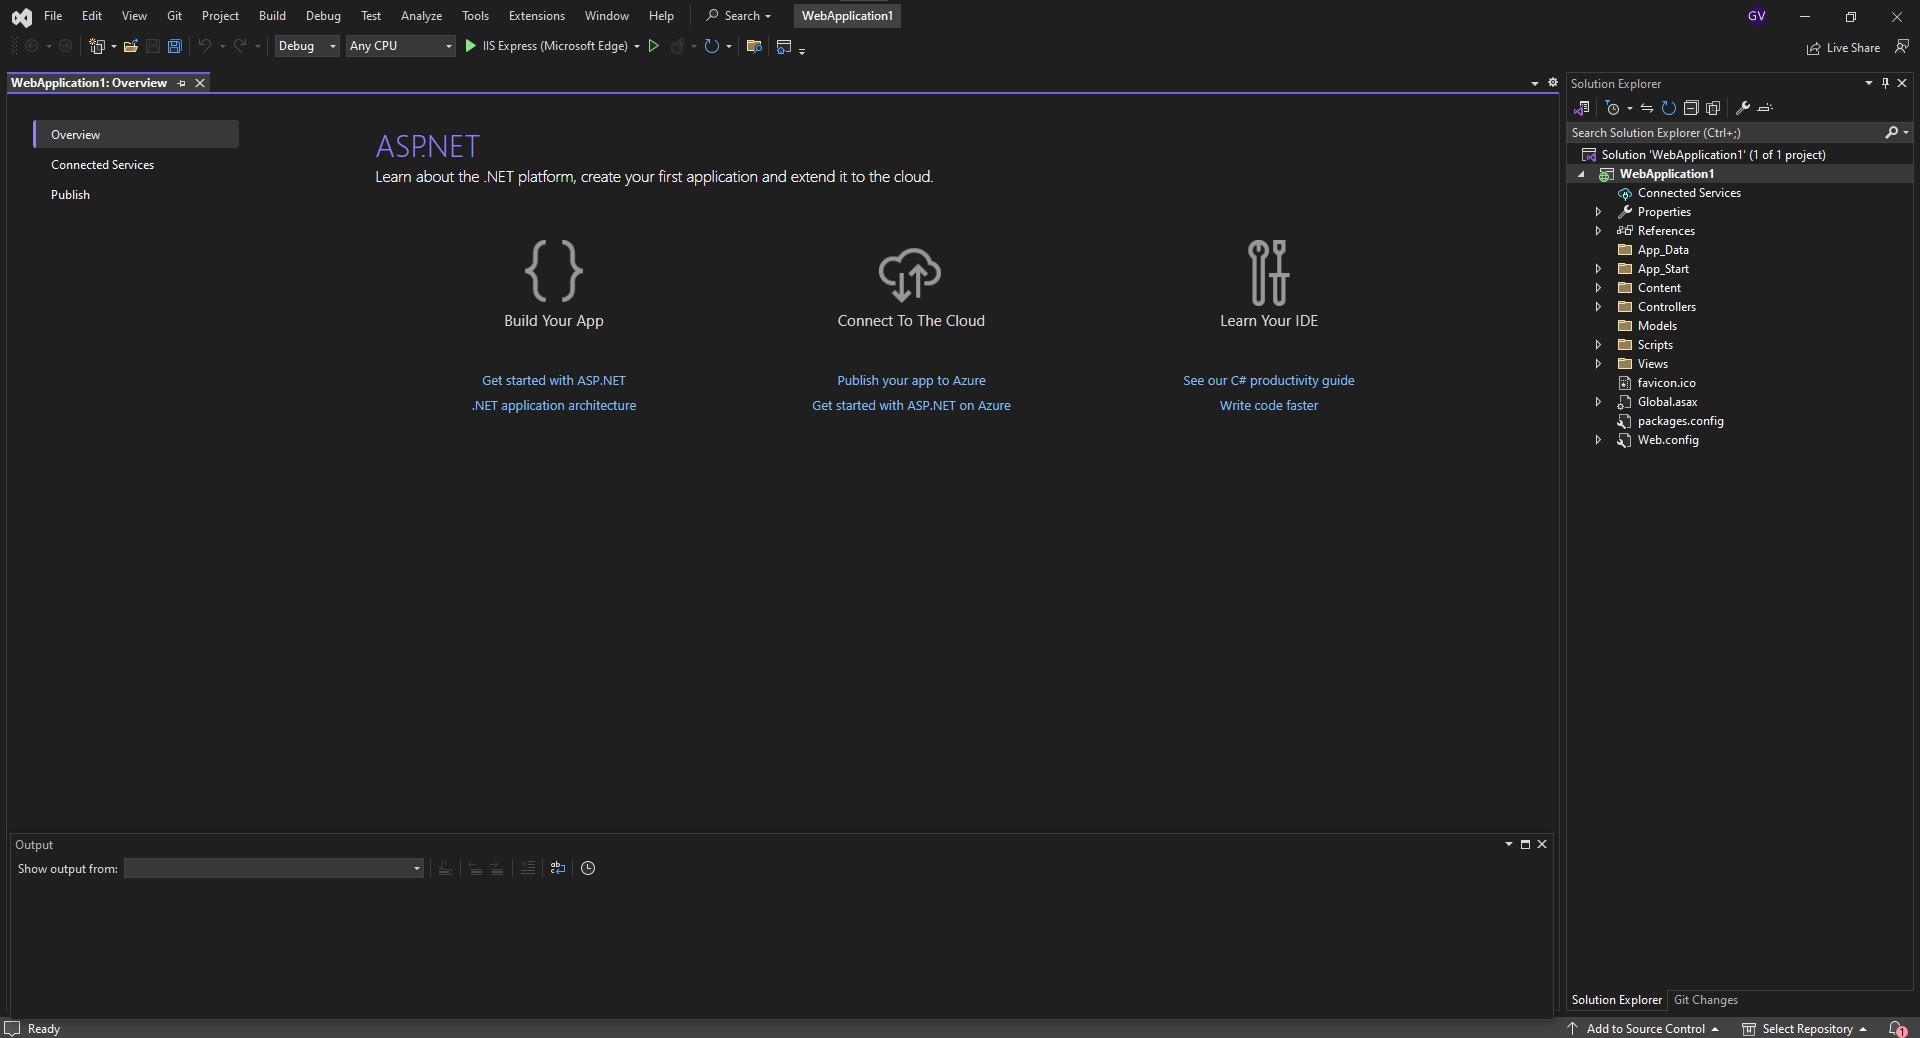 File Edit View Git Project Build Debug Test Analyze Tools Extensions Window Help Search WebApplication1 GV
Debug Any CPU IIS Express (Microsoft Edge) Live Share
WebApplication1: Overview
Overview
Connected Services
Publish
ASP.NET
Learn about the .NET platform, create your first application and extend it to the cloud.
Build Your App
Connect To The Cloud
Learn Your IDE
Get started with ASP.NET
.NET application architecture
Publish your app to Azure
Get started with ASP.NET on Azure
See our C# productivity guide
Write code faster
Output
Show output from:
Solution Explorer
Search Solution Explorer (Ctrl+;)
Solution 'WebApplication1' (1 of 1 project)
WebApplication1
Connected Services
Properties
References
App_Data
App_Start
Content
Controllers
Models
Scripts
Views
favicon.ico
Global.asax
packages.config
Web.config
Solution Explorer Git Changes
Ready Add to Source Control Select Repository 1